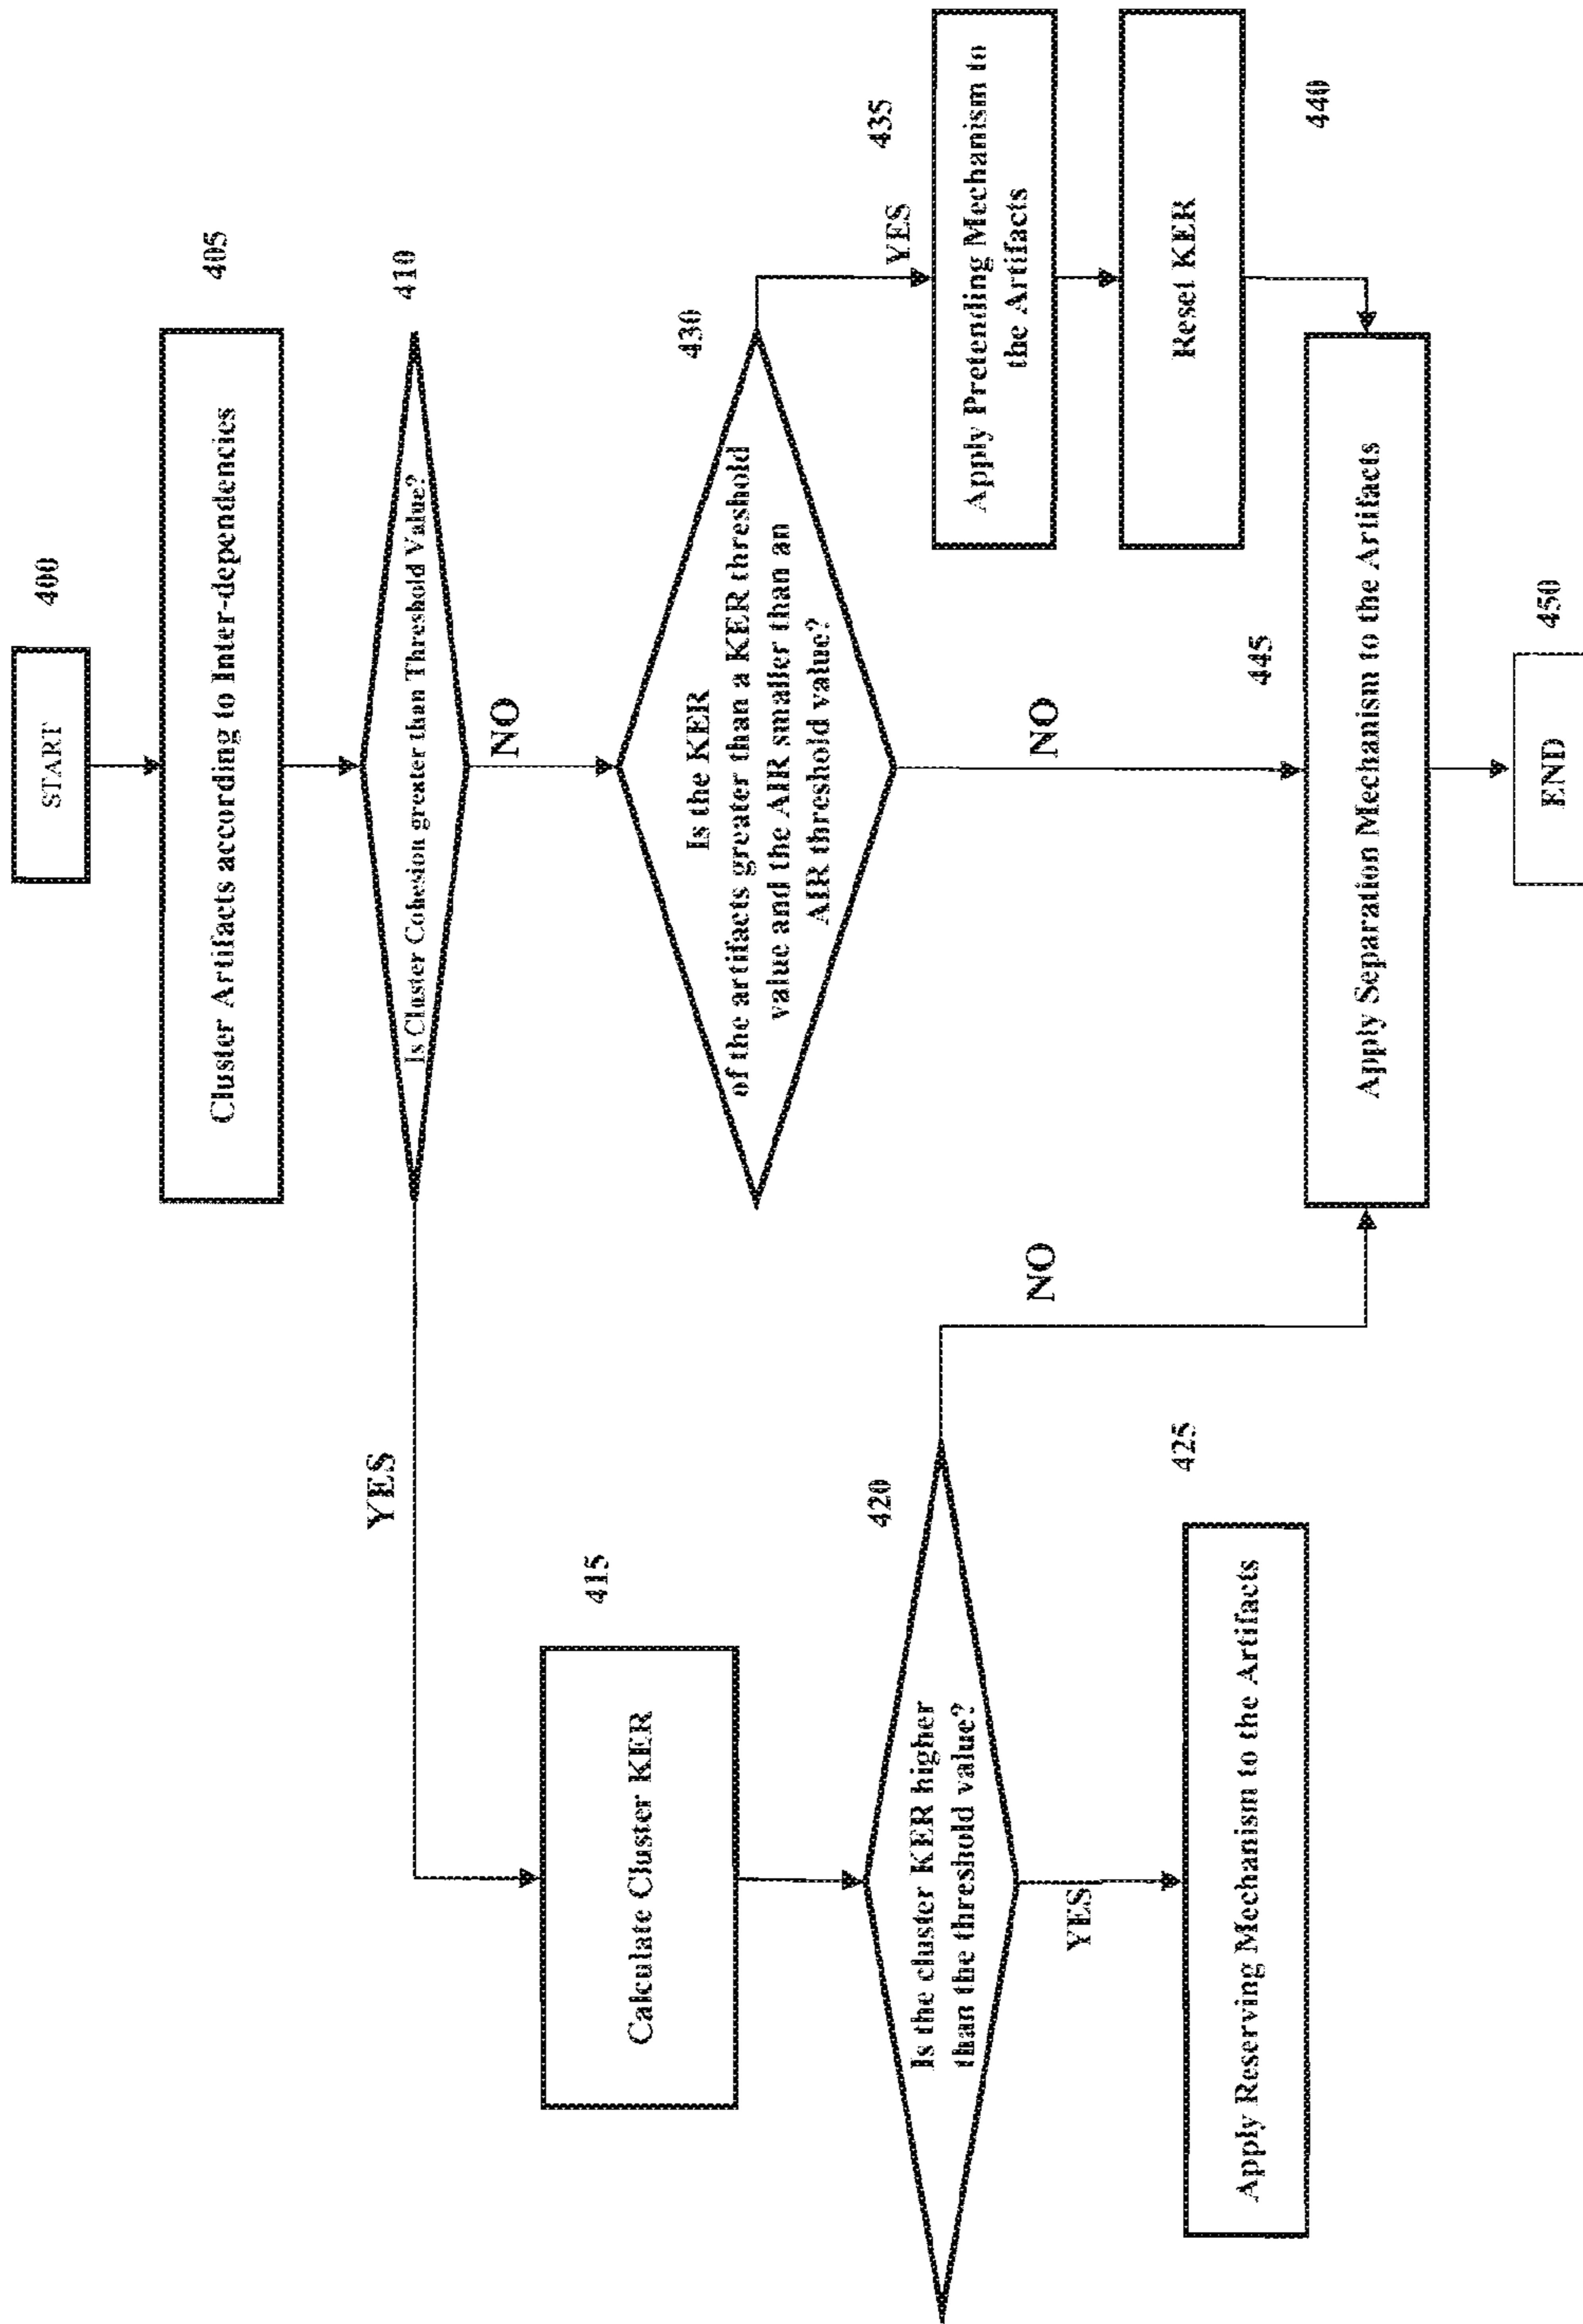 START
400
Cluster Artifacts according to Inter-dependencies
405
Is Cluster Cohesion greater than Threshold Value?
410
YES
NO
Calculate Cluster KER
415
Is the KER
of the artifacts greater than a KER threshold
value and the AIR smaller than an
AIR threshold value?
430
YES
NO
Is the cluster KER higher
than the threshold value?
420
YES
NO
Apply Pretending Mechanism to
the Artifacts
435
Reset KER
440
Apply Reserving Mechanism to the Artifacts
425
Apply Separation Mechanism to the Artifacts
445
END
450